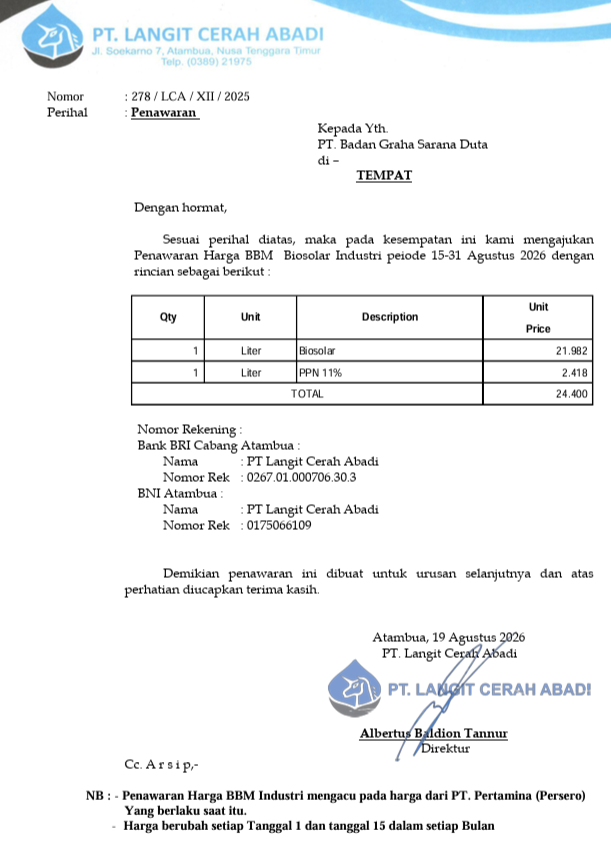 PT. LANGIT CERAH ABADI
Jl. Soekarno 7, Atambua, Nusa Tenggara Timur
Telp. (0389) 21975
Nomor : 278 / LCA / XII / 2025
Perihal : Penawaran
Kepada Yth.
PT. Badan Graha Sarana Duta
di –
TEMPAT
Dengan hormat,
Sesuai perihal diatas, maka pada kesempatan ini kami mengajukan
Penawaran Harga BBM Biosolar Industri peiode 15-31 Agustus 2026 dengan
rincian sebagai berikut :
Qty Unit Description Unit Price
1 Liter Biosolar 21.982
1 Liter PPN 11% 2.418
TOTAL 24.400
Nomor Rekening :
Bank BRI Cabang Atambua :
Nama : PT Langit Cerah Abadi
Nomor Rek : 0267.01.000706.30.3
BNI Atambua :
Nama : PT Langit Cerah Abadi
Nomor Rek : 0175066109
Demikian penawaran ini dibuat untuk urusan selanjutnya dan atas
perhatian diucapkan terima kasih.
Atambua, 19 Agustus 2026
PT. Langit Cerah Abadi
PT. LANGIT CERAH ABADI
Albertus Baldion Tannur
Direktur
Cc. A r s i p,-
NB : - Penawaran Harga BBM Industri mengacu pada harga dari PT. Pertamina (Persero)
Yang berlaku saat itu.
- Harga berubah setiap Tanggal 1 dan tanggal 15 dalam setiap Bulan